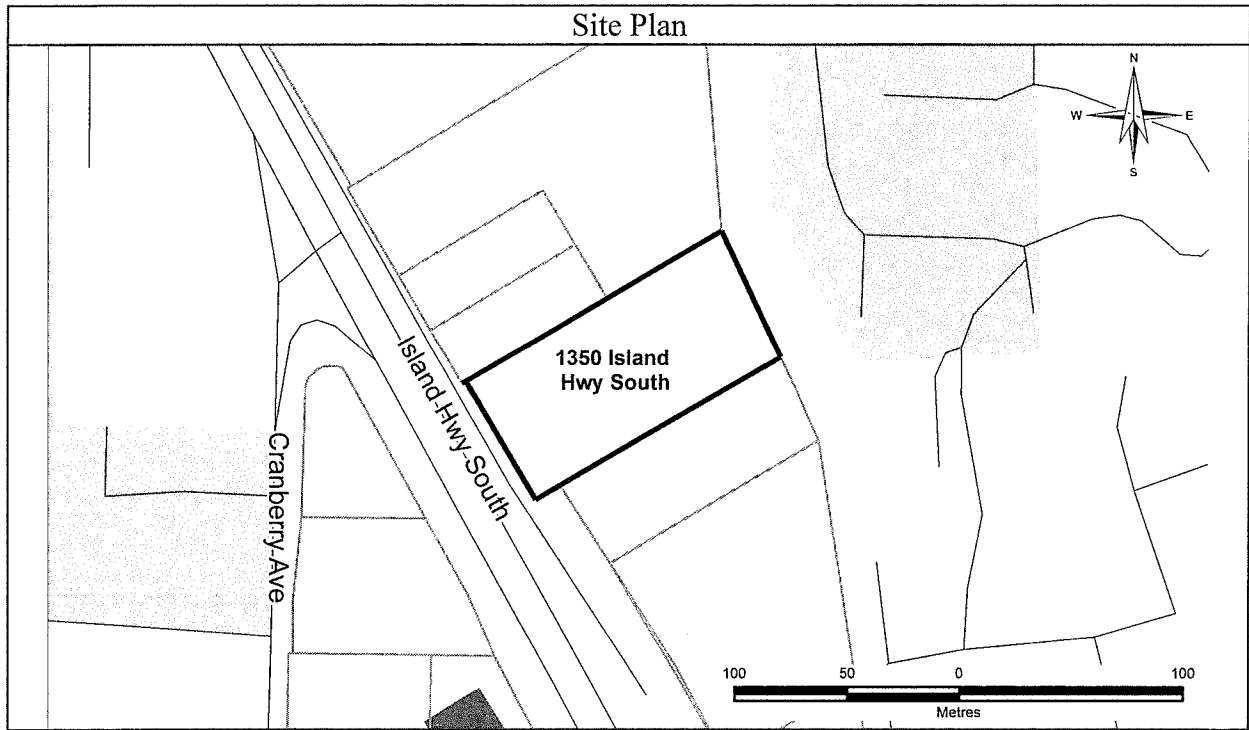 Site Plan
N
W E
S
1350 Island
Hwy South
Island Hwy South
Cranberry Ave
100 50 0 100
Metres